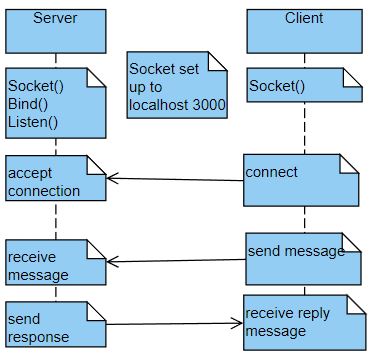 Server
Client
Socket()
Bind()
Listen()
Socket set
up to
localhost 3000
Socket()
accept
connection
connect
receive
message
send message
send
response
receive reply
message